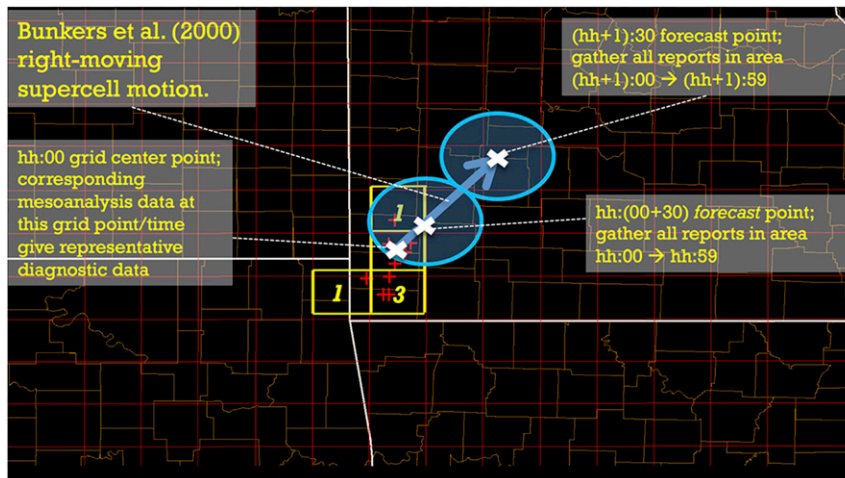 Bunkers et al. (2000)
right-moving
supercell motion.
(hh+1):30 forecast point;
gather all reports in area
(hh+1):00 → (hh+1):59
hh:00 grid center point;
corresponding
mesoanalysis data at
this grid point/time
give representative
diagnostic data
hh:(00+30) forecast point;
gather all reports in area
hh:00 → hh:59
1
1
3